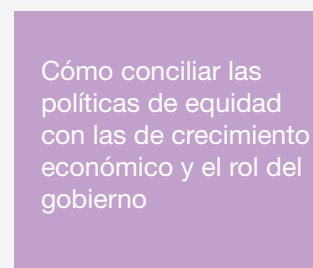 Cómo conciliar las
políticas de equidad
con las de crecimiento
económico y el rol del
gobierno